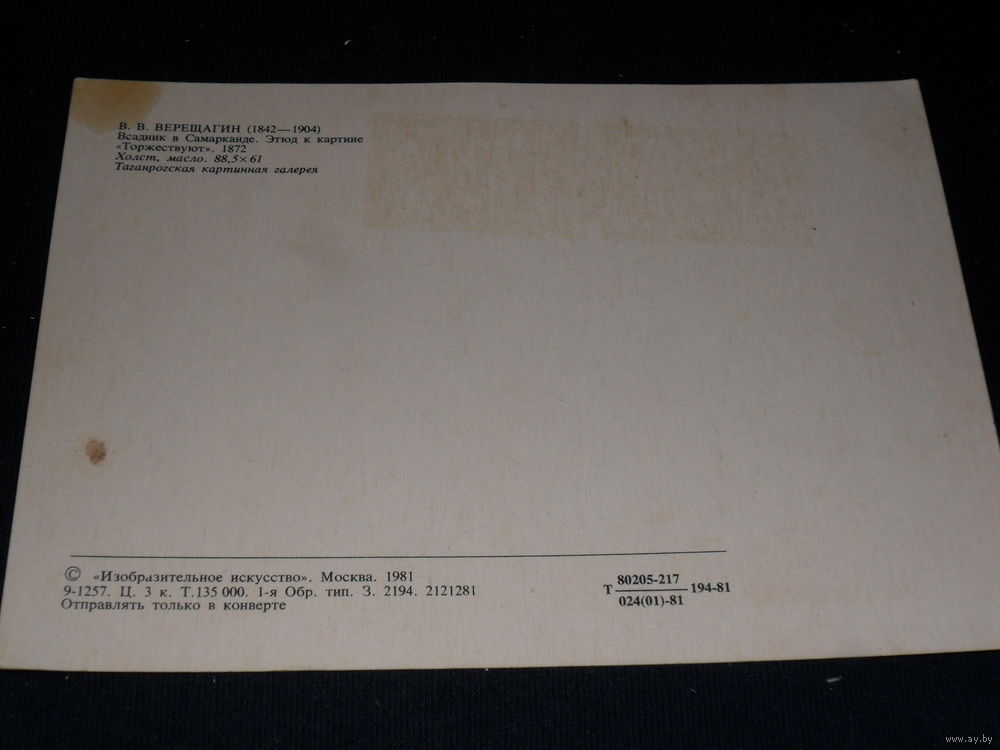 В. В. ВЕРЕЩАГИН (1842—1904)
Всадник в Самарканде. Этюд к картине
«Торжествуют». 1872
Холст, масло. 88,5×61
Таганрогская картинная галерея
© «Изобразительное искусство». Москва. 1981
9-1257. Ц. 3 к. Т.135 000. 1-я Обр. тип. З. 2194. 2121281
Отправлять только в конверте
80205-217
Т 194-81
024(01)-81
www.ay.by